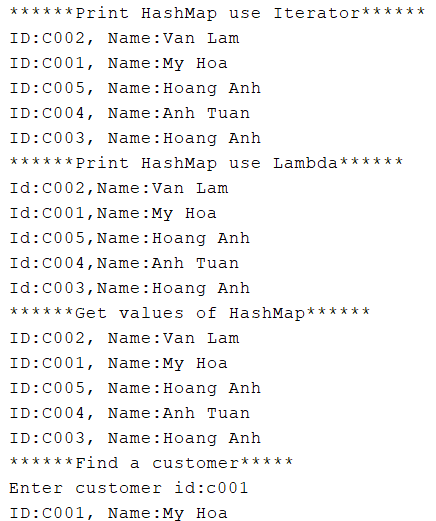 ******Print HashMap use Iterator******
ID:C002, Name:Van Lam
ID:C001, Name:My Hoa
ID:C005, Name:Hoang Anh
ID:C004, Name:Anh Tuan
ID:C003, Name:Hoang Anh
******Print HashMap use Lambda******
Id:C002,Name:Van Lam
Id:C001,Name:My Hoa
Id:C005,Name:Hoang Anh
Id:C004,Name:Anh Tuan
Id:C003,Name:Hoang Anh
******Get values of HashMap******
ID:C002, Name:Van Lam
ID:C001, Name:My Hoa
ID:C005, Name:Hoang Anh
ID:C004, Name:Anh Tuan
ID:C003, Name:Hoang Anh
******Find a customer*****
Enter customer id:c001
ID:C001, Name:My Hoa